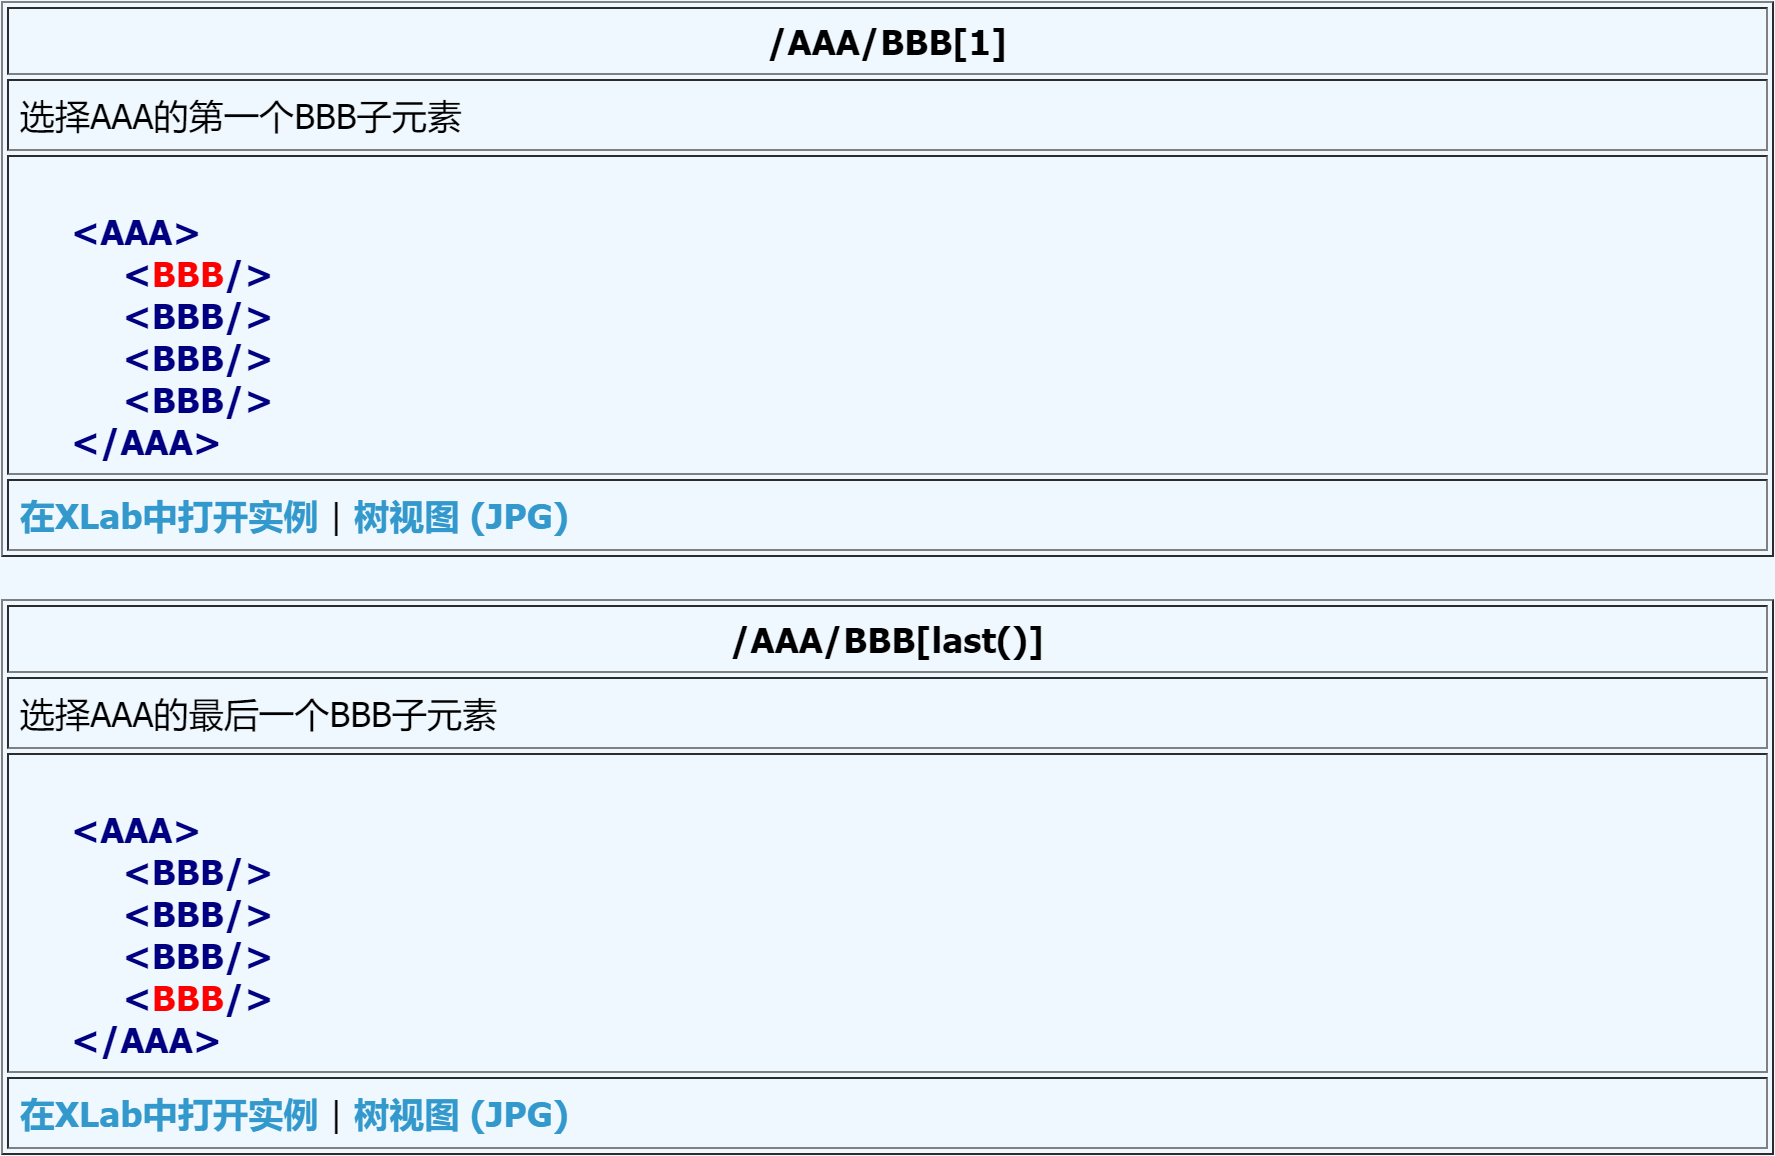 /AAA/BBB[1]
选择AAA的第一个BBB子元素
<AAA>
<BBB/>
<BBB/>
<BBB/>
<BBB/>
</AAA>
在XLab中打开实例 | 树视图 (JPG)
/AAA/BBB[last()]
选择AAA的最后一个BBB子元素
<AAA>
<BBB/>
<BBB/>
<BBB/>
<BBB/>
</AAA>
在XLab中打开实例 | 树视图 (JPG)